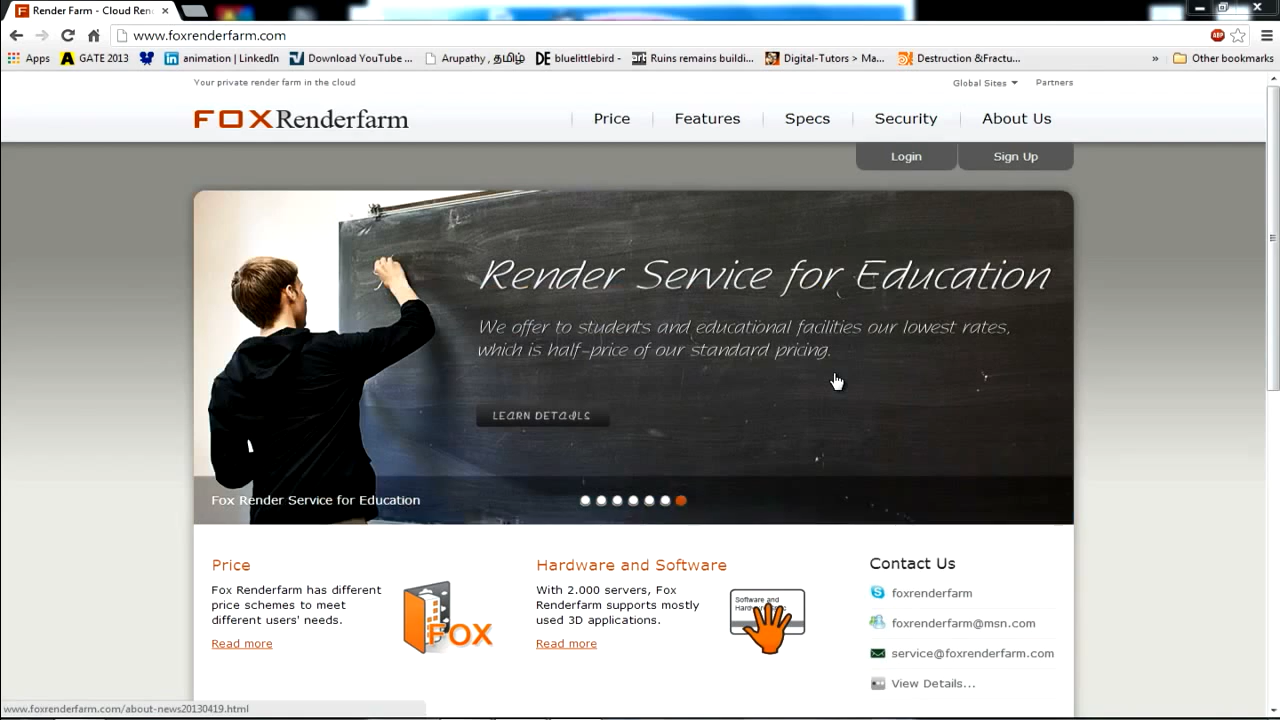 Render Farm - Cloud Ren
www.foxrenderfarm.com
Apps GATE 2013 animation | LinkedIn Download YouTube ... Arupathy , தமிழ் bluelittlebird - Ruins remains buildi... Digital-Tutors > Ma... Destruction &Fractu... » Other bookmarks
Your private render farm in the cloud Global Sites Partners
FOXRenderfarm Price Features Specs Security About Us
Login Sign Up
Render Service for Education
We offer to students and educational facilities our lowest rates,
which is half-price of our standard pricing.
LEARN DETAILS
Fox Render Service for Education
Price
Fox Renderfarm has different
price schemes to meet
different users' needs.
Read more
FOX
Hardware and Software
With 2.000 servers, Fox
Renderfarm supports mostly
used 3D applications.
Read more
Software and
Contact Us
foxrenderfarm
foxrenderfarm@msn.com
service@foxrenderfarm.com
View Details...
www.foxrenderfarm.com/about-news20130419.html